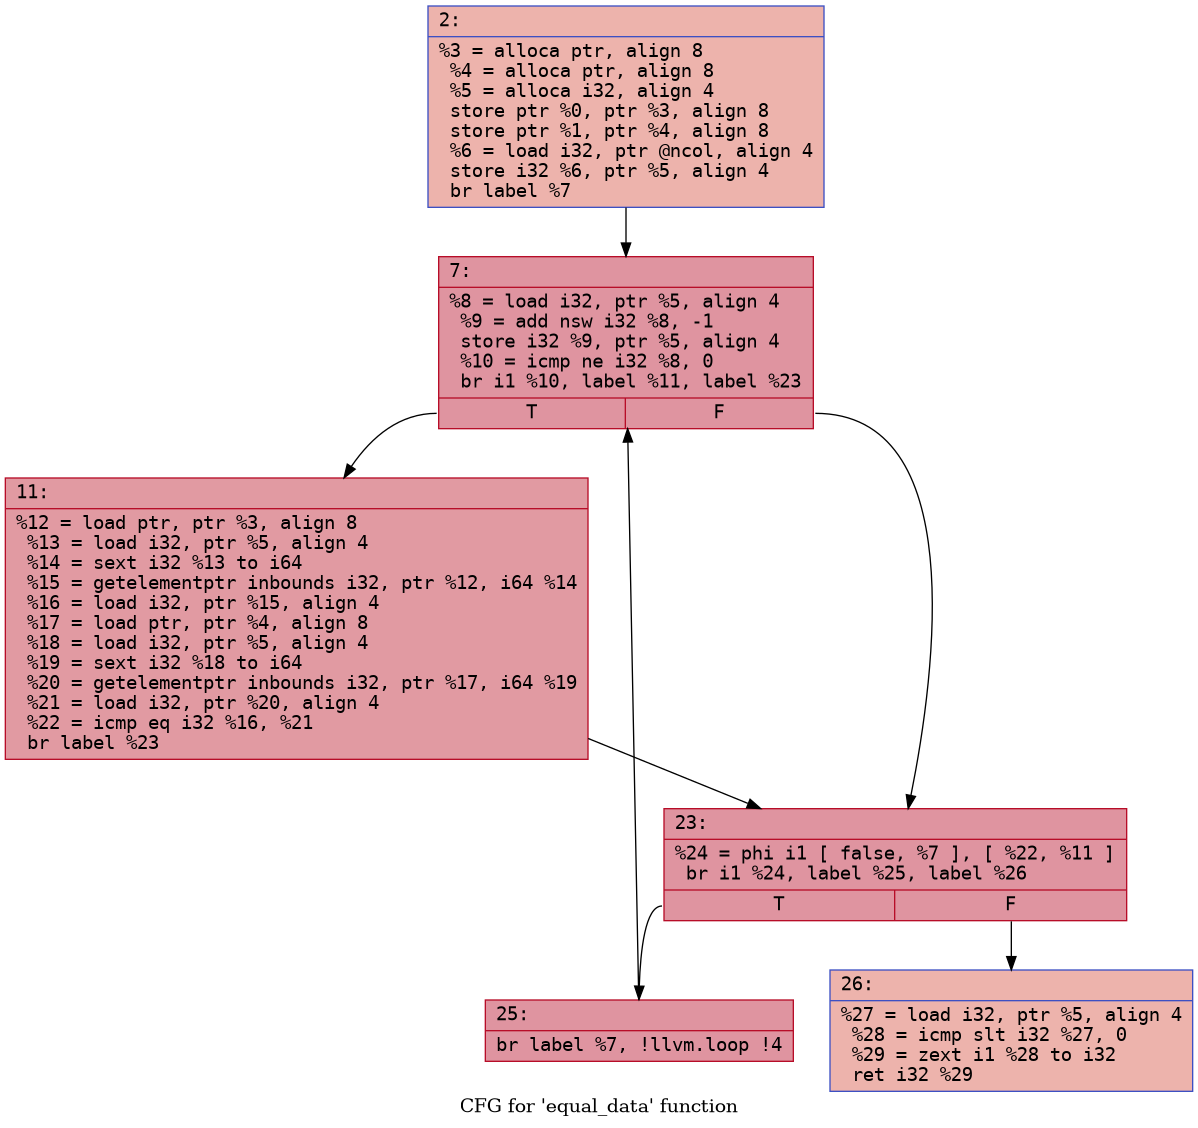 2:
%3 = alloca ptr, align 8
%4 = alloca ptr, align 8
%5 = alloca i32, align 4
store ptr %0, ptr %3, align 8
store ptr %1, ptr %4, align 8
%6 = load i32, ptr @ncol, align 4
store i32 %6, ptr %5, align 4
br label %7
7:
%8 = load i32, ptr %5, align 4
%9 = add nsw i32 %8, -1
store i32 %9, ptr %5, align 4
%10 = icmp ne i32 %8, 0
br i1 %10, label %11, label %23
T F
11:
%12 = load ptr, ptr %3, align 8
%13 = load i32, ptr %5, align 4
%14 = sext i32 %13 to i64
%15 = getelementptr inbounds i32, ptr %12, i64 %14
%16 = load i32, ptr %15, align 4
%17 = load ptr, ptr %4, align 8
%18 = load i32, ptr %5, align 4
%19 = sext i32 %18 to i64
%20 = getelementptr inbounds i32, ptr %17, i64 %19
%21 = load i32, ptr %20, align 4
%22 = icmp eq i32 %16, %21
br label %23
23:
%24 = phi i1 [ false, %7 ], [ %22, %11 ]
br i1 %24, label %25, label %26
T F
25:
br label %7, !llvm.loop !4
26:
%27 = load i32, ptr %5, align 4
%28 = icmp slt i32 %27, 0
%29 = zext i1 %28 to i32
ret i32 %29
CFG for 'equal_data' function